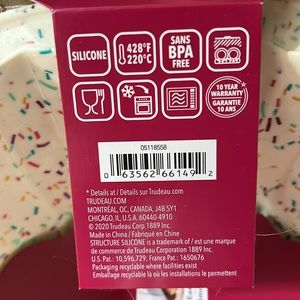 SILICONE
428°F
220°C
SANS
BPA
FREE
10 YEAR
WARRANTY
GARANTIE
10 ANS
05118558
0 63562 66149 2
* Details at / Détails sur Trudeau.com
TRUDEAU.COM
MONTRÉAL, QC, CANADA, J4B 5Y1
CHICAGO, IL, U.S.A. 60440-4910
© 2020 Trudeau Corp. 1889 Inc.
Made in China / Fabriqué en Chine
STRUCTURE SILICONE is a trademark of / est une marque
de commerce de Trudeau Corporation 1889 Inc.
U.S. Pat.: 10,596,729; France Pat.: 1650676
Packaging recyclable where facilities exist
Emballage recyclable là où les installations le permettent